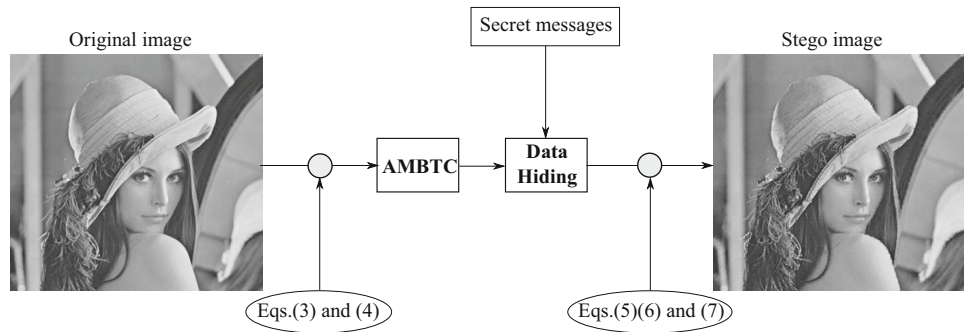 Secret messages
Original image
Stego image
AMBTC
Data
Hiding
Eqs.(3) and (4)
Eqs.(5)(6) and (7)